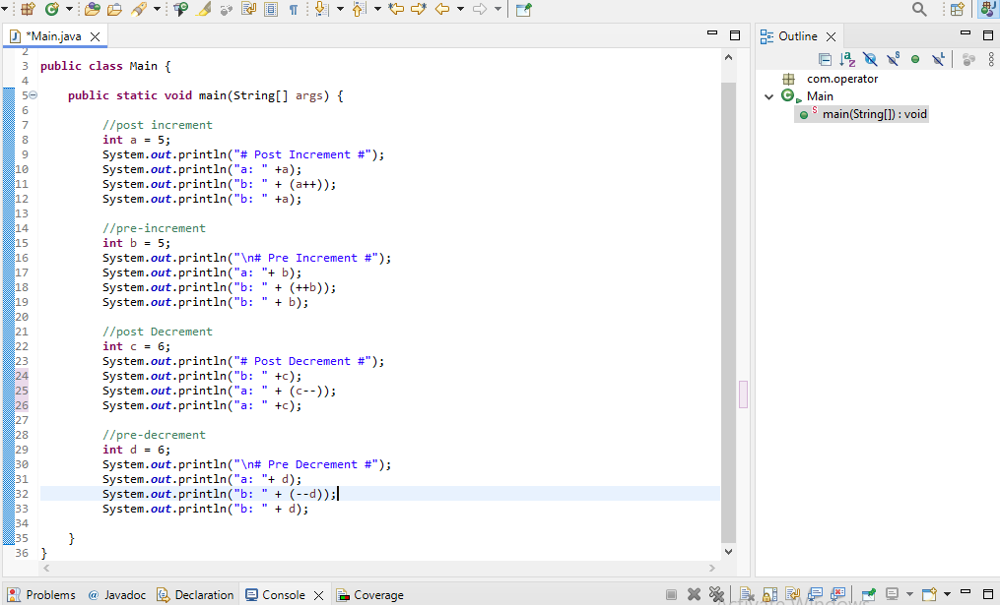 *Main.java
2
3 public class Main {
4
5 public static void main(String[] args) {
6
7 //post increment
8 int a = 5;
9 System.out.println("# Post Increment #");
10 System.out.println("a: " +a);
11 System.out.println("b: " + (a++));
12 System.out.println("b: " +a);
13
14 //pre-increment
15 int b = 5;
16 System.out.println("\n# Pre Increment #");
17 System.out.println("a: "+ b);
18 System.out.println("b: " + (++b));
19 System.out.println("b: " + b);
20
21 //post Decrement
22 int c = 6;
23 System.out.println("# Post Decrement #");
24 System.out.println("b: " +c);
25 System.out.println("a: " + (c--));
26 System.out.println("a: " +c);
27
28 //pre-decrement
29 int d = 6;
30 System.out.println("\n# Pre Decrement #");
31 System.out.println("a: "+ d);
32 System.out.println("b: " + (--d));
33 System.out.println("b: " + d);
34
35 }
36 }
Outline
com.operator
Main
main(String[]) : void
Problems @ Javadoc Declaration Console Coverage